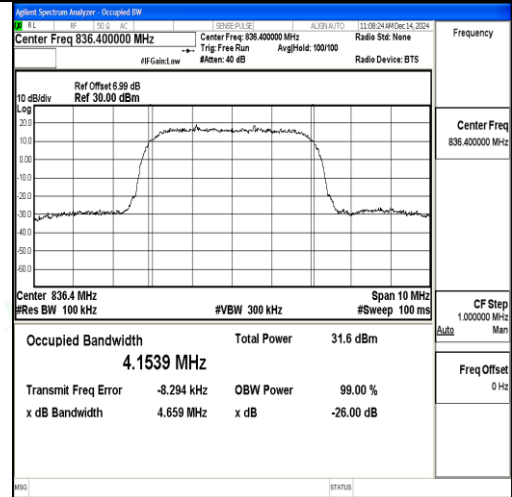 Agilent Spectrum Analyzer - Occupied BW
RL RF 50 Ω AC SENSE:PULSE ALIGN AUTO 11:08:24 AM Dec 14, 2024
Center Freq 836.400000 MHz
#IFGain:Low
Center Freq: 836.400000 MHz
Trig: Free Run Avg|Hold: 100/100
#Atten: 40 dB
Radio Std: None
Radio Device: BTS
Frequency
Ref Offset 6.99 dB
10 dB/div Ref 30.00 dBm
Log
20.0
10.0
0.00
-10.0
-20.0
-30.0
-40.0
-50.0
-60.0
Center Freq
836.400000 MHz
Center 836.4 MHz Span 10 MHz
#Res BW 100 kHz #VBW 300 kHz #Sweep 100 ms
CF Step
1.000000 MHz
Auto Man
Occupied Bandwidth Total Power 31.6 dBm
4.1539 MHz
Transmit Freq Error -8.294 kHz OBW Power 99.00 %
x dB Bandwidth 4.659 MHz x dB -26.00 dB
Freq Offset
0 Hz
MSG STATUS